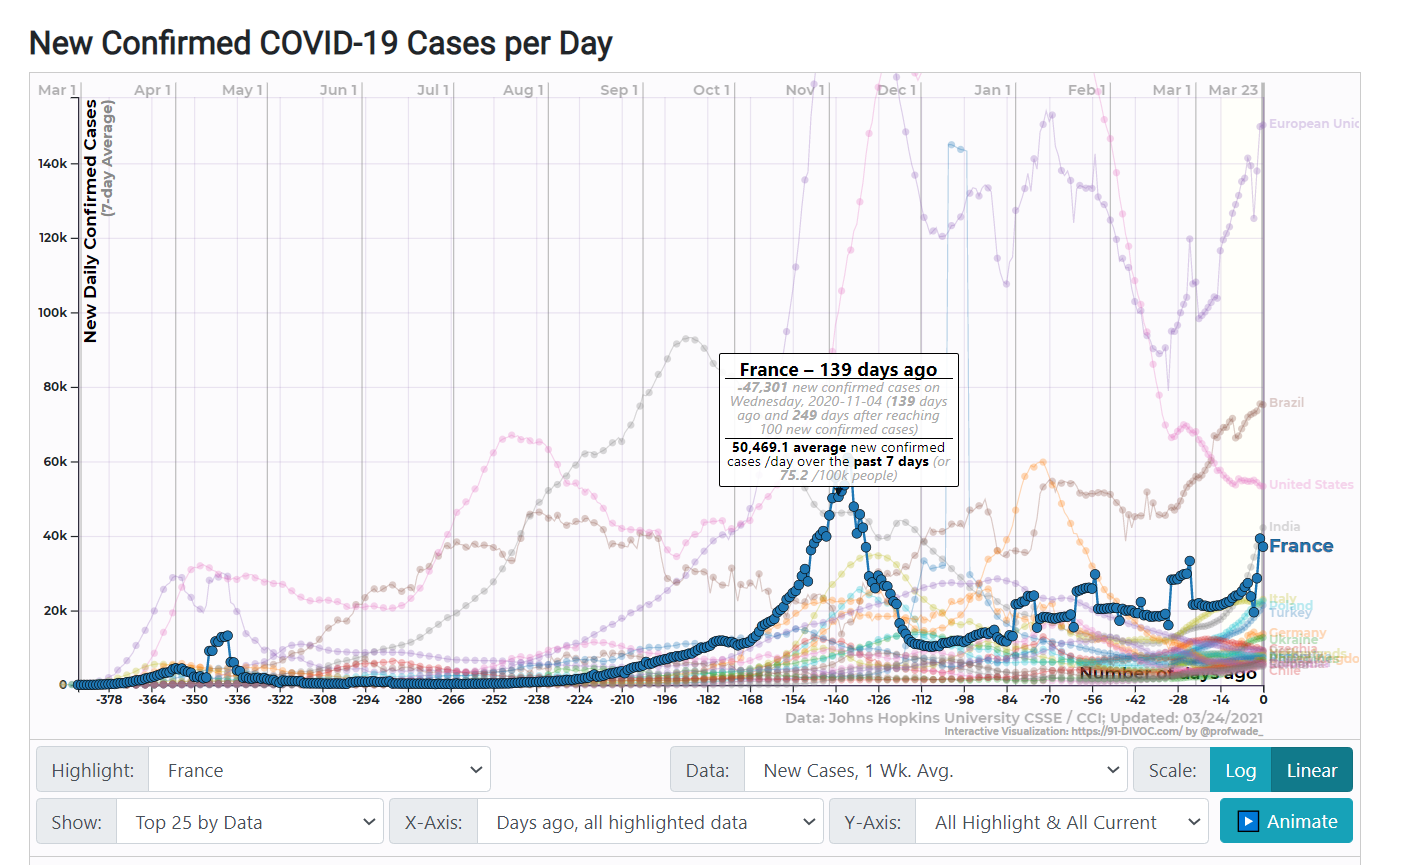 New Confirmed COVID-19 Cases per Day
Mar 1 Apr 1 May 1 Jun 1 Jul 1 Aug 1 Sep 1 Oct 1 Nov 1 Dec 1 Jan 1 Feb 1 Mar 1 Mar 23
New Daily Confirmed Cases
(7-day Average)
140k
120k
100k
80k
60k
40k
20k
0
European Unio
Brazil
United States
India
France
Italy
Poland
Turkey
Germany
Ukraine
Czechia
Chile
France – 139 days ago
-47,301 new confirmed cases on
Wednesday, 2020-11-04 (139 days
ago and 249 days after reaching
100 new confirmed cases)
50,469.1 average new confirmed
cases /day over the past 7 days (or
75.2 /100k people)
Number of days ago
-378 -364 -350 -336 -322 -308 -294 -280 -266 -252 -238 -224 -210 -196 -182 -168 -154 -140 -126 -112 -98 -84 -70 -56 -42 -28 -14 0
Data: Johns Hopkins University CSSE / CCI; Updated: 03/24/2021
Interactive Visualization: https://91-DIVOC.com/ by @profwade_
Highlight: France Data: New Cases, 1 Wk. Avg. Scale: Log Linear
Show: Top 25 by Data X-Axis: Days ago, all highlighted data Y-Axis: All Highlight & All Current Animate